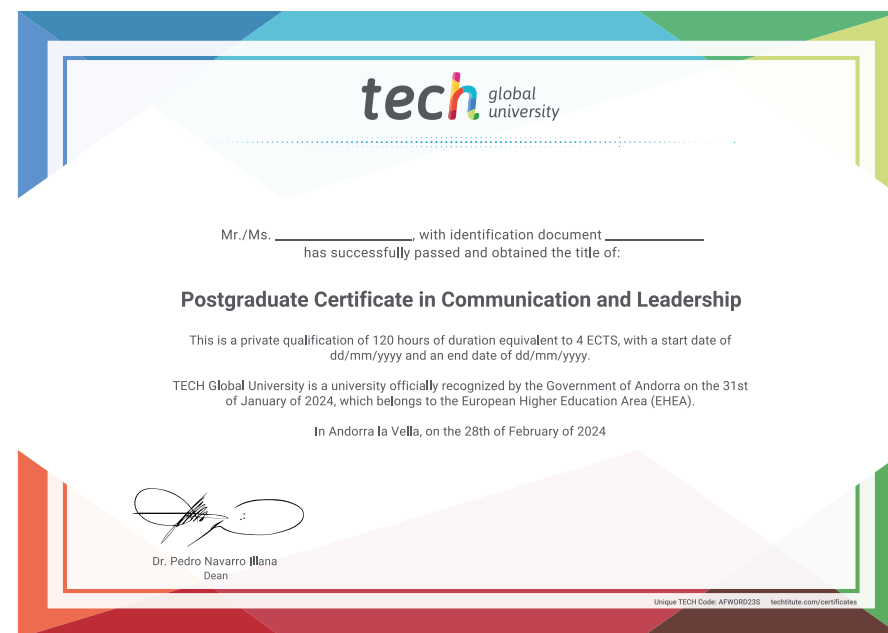 tech global university
Mr./Ms. ____________________, with identification document ______________
has successfully passed and obtained the title of:
Postgraduate Certificate in Communication and Leadership
This is a private qualification of 120 hours of duration equivalent to 4 ECTS, with a start date of
dd/mm/yyyy and an end date of dd/mm/yyyy.
TECH Global University is a university officially recognized by the Government of Andorra on the 31st
of January of 2024, which belongs to the European Higher Education Area (EHEA).
In Andorra la Vella, on the 28th of February of 2024
Dr. Pedro Navarro Illana
Dean
Unique TECH Code: AFWORD23S techtitute.com/certificates